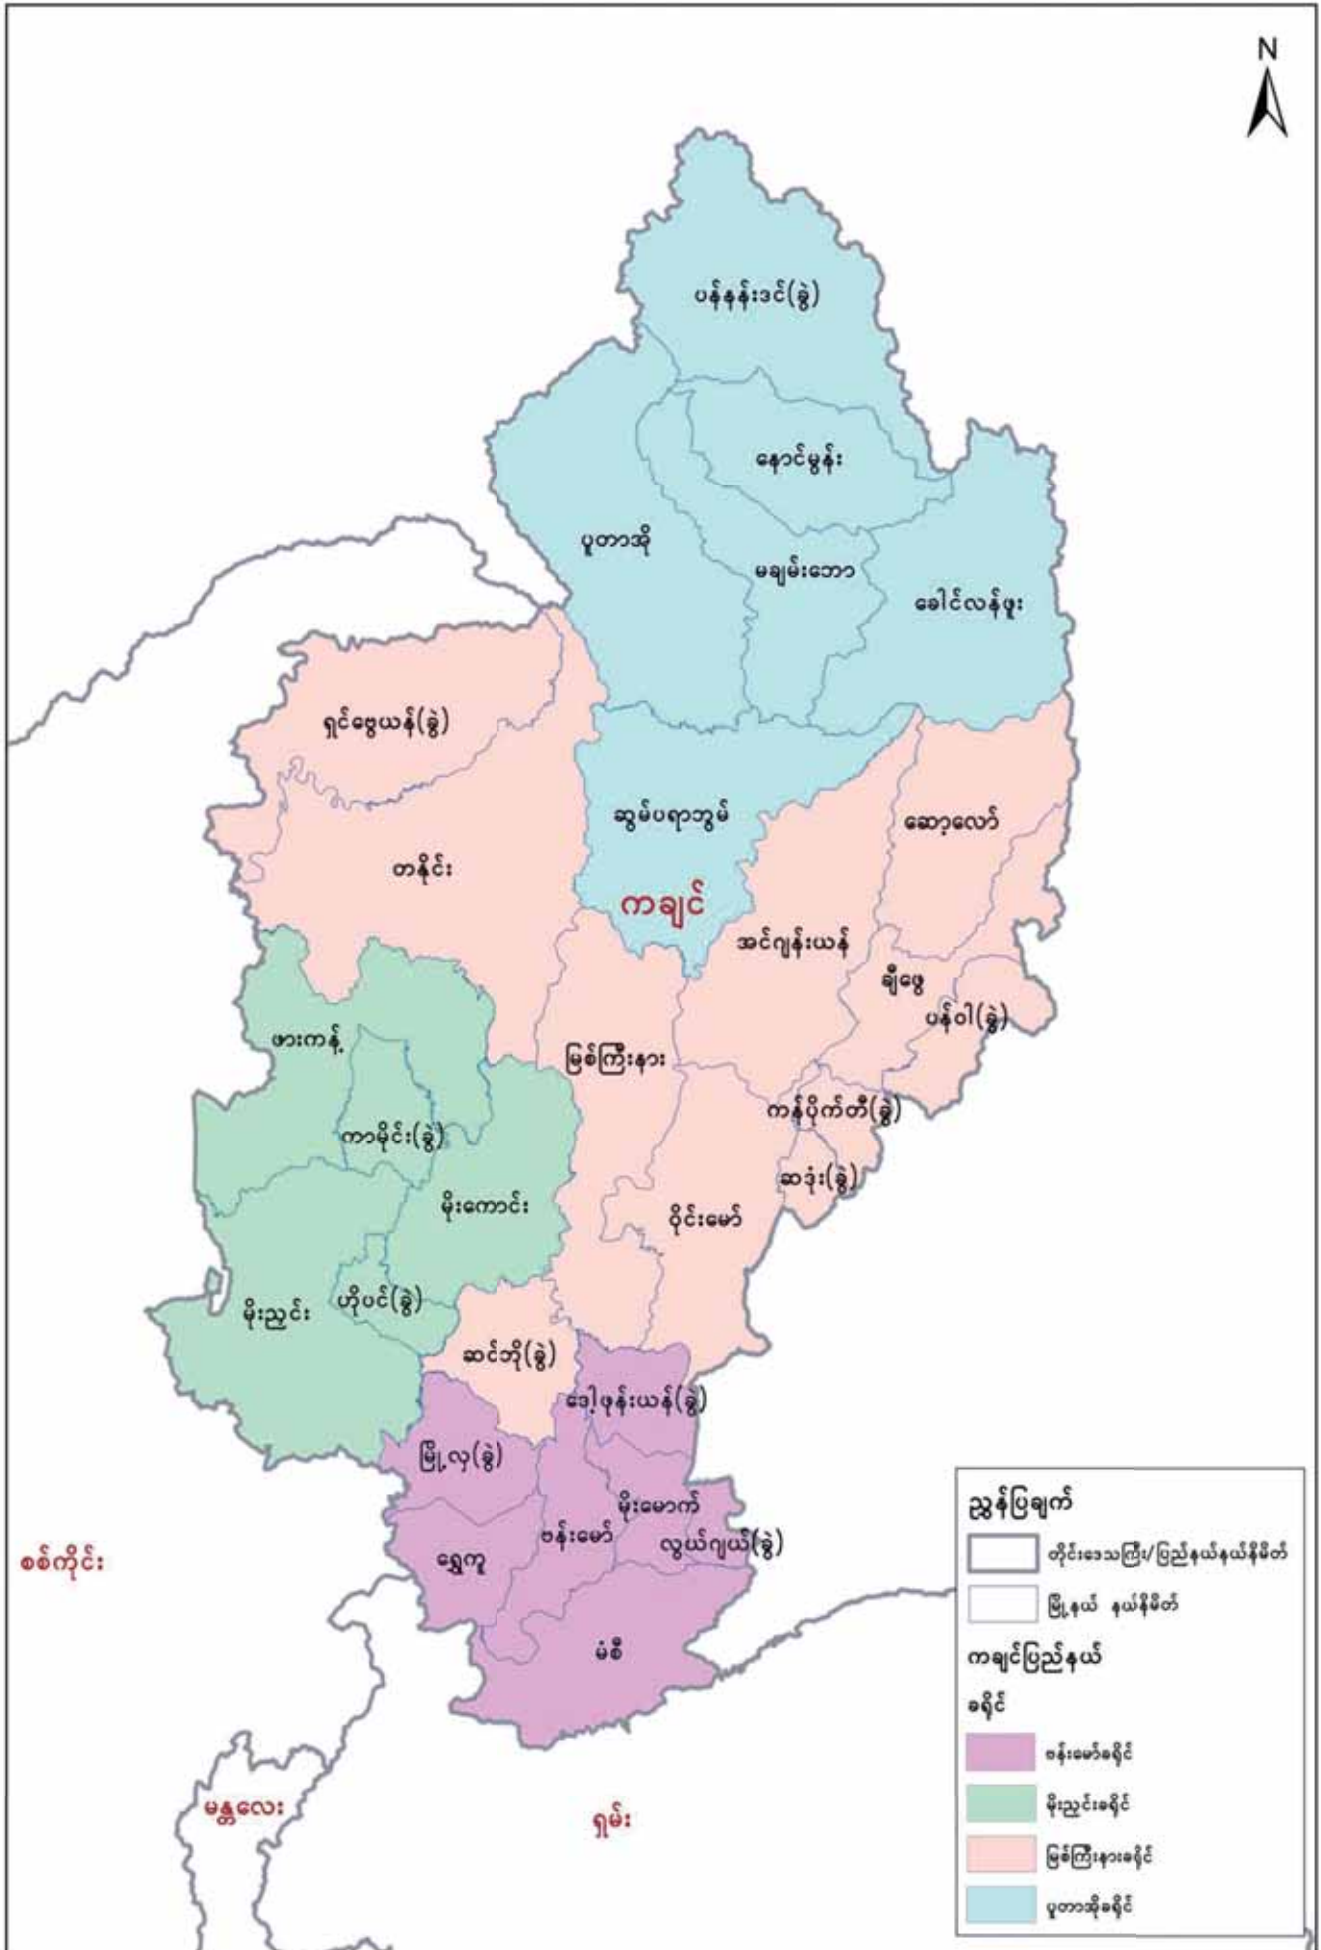 N
ပန်နန်းဒင်(ခွဲ)
နောင်မွန်း
ပူတာအို
မချမ်းဘော
ခေါင်လန်ဖူး
ရှင်ဗွေယန်(ခွဲ)
ဆွမ်ပရာဘွမ်
ဆော့လော်
တနိုင်း
ကချင်
အင်ဂျန်းယန်
ချီဖွေ
ပန်ဝါ(ခွဲ)
ဖားကန့်
မြစ်ကြီးနား
ကန်ပိုက်တီ(ခွဲ)
ကာမိုင်း(ခွဲ)
ဆဒုံး(ခွဲ)
မိုးကောင်း
ဝိုင်းမော်
ဟိုပင်(ခွဲ)
မိုးညှင်း
ဆင်ဘို(ခွဲ)
ဒေါ့ဖုန်းယန်(ခွဲ)
မြို့လှ(ခွဲ)
မိုးမောက်
ဗန်းမော်
လွယ်ဂျယ်(ခွဲ)
ရွှေကူ
စစ်ကိုင်း
မံစီ
မန္တလေး
ရှမ်း
ညွှန်ပြချက်
တိုင်းဒေသကြီး/ပြည်နယ်နယ်နိမိတ်
မြို့နယ် နယ်နိမိတ်
ကချင်ပြည်နယ်
ခရိုင်
ဗန်းမော်ခရိုင်
မိုးညှင်းခရိုင်
မြစ်ကြီးနားခရိုင်
ပူတာအိုခရိုင်